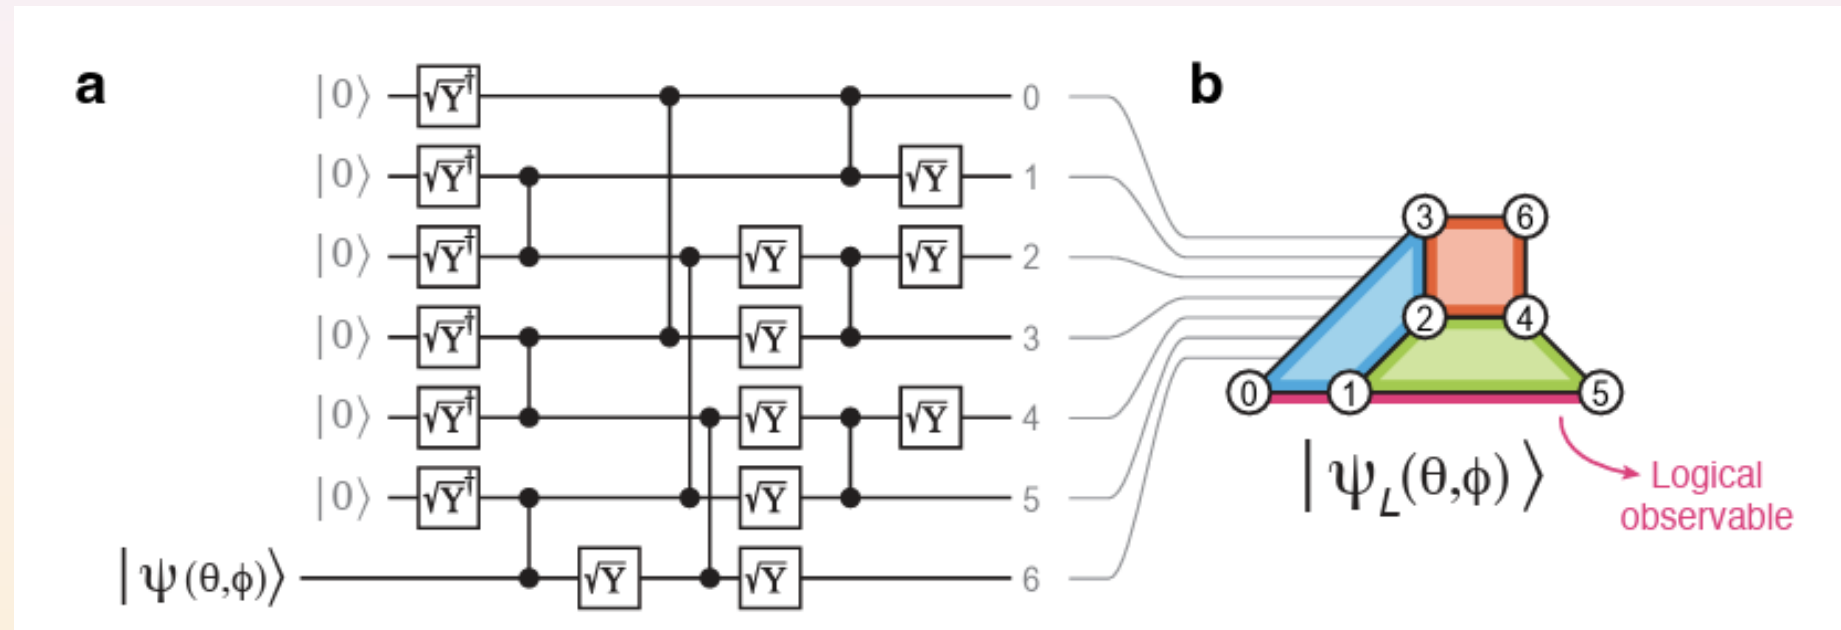 a
b
|0⟩ √Y† 0
|0⟩ √Y† √Y 1
|0⟩ √Y† √Y √Y 2
|0⟩ √Y† √Y √Y 3
|0⟩ √Y† √Y √Y 4
|0⟩ √Y† √Y 5
|ψ(θ,ϕ)⟩ √Y √Y 6
3 6
2 4
0 1 5
|ψL(θ,ϕ)⟩
Logical
observable